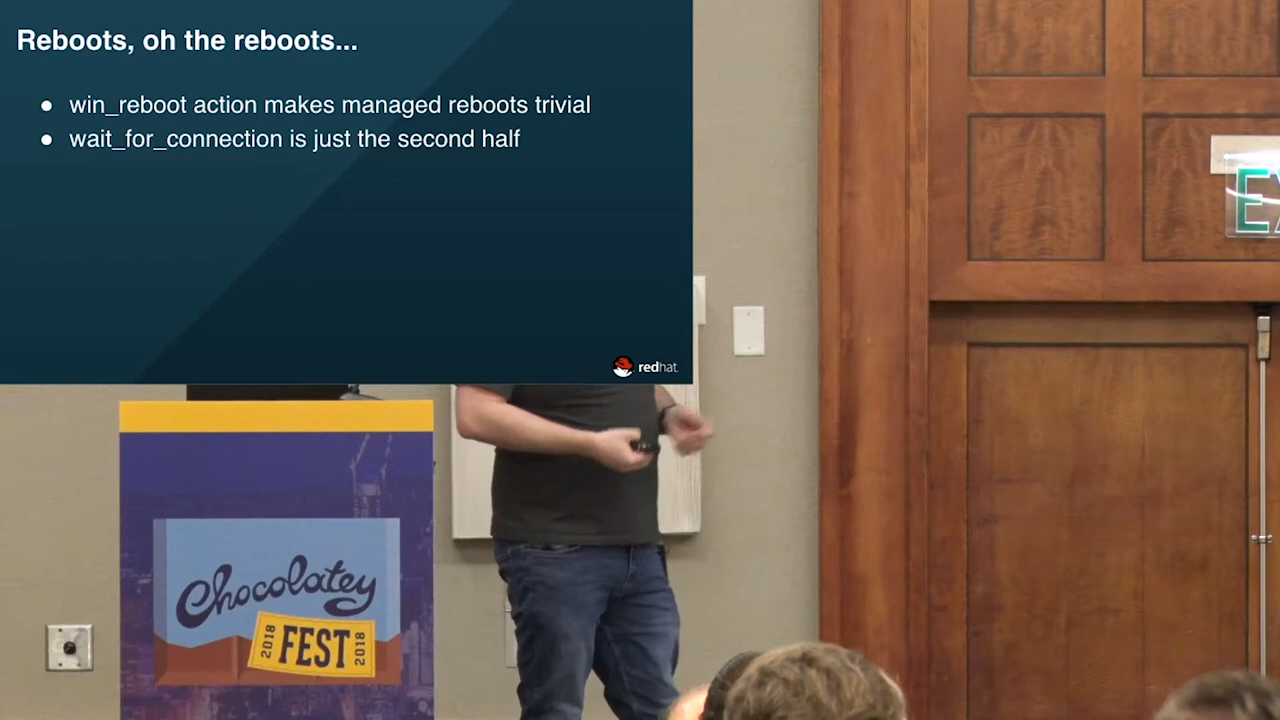 Reboots, oh the reboots...
● win_reboot action makes managed reboots trivial
● wait_for_connection is just the second half
redhat.
Chocolatey
2018 FEST 2018